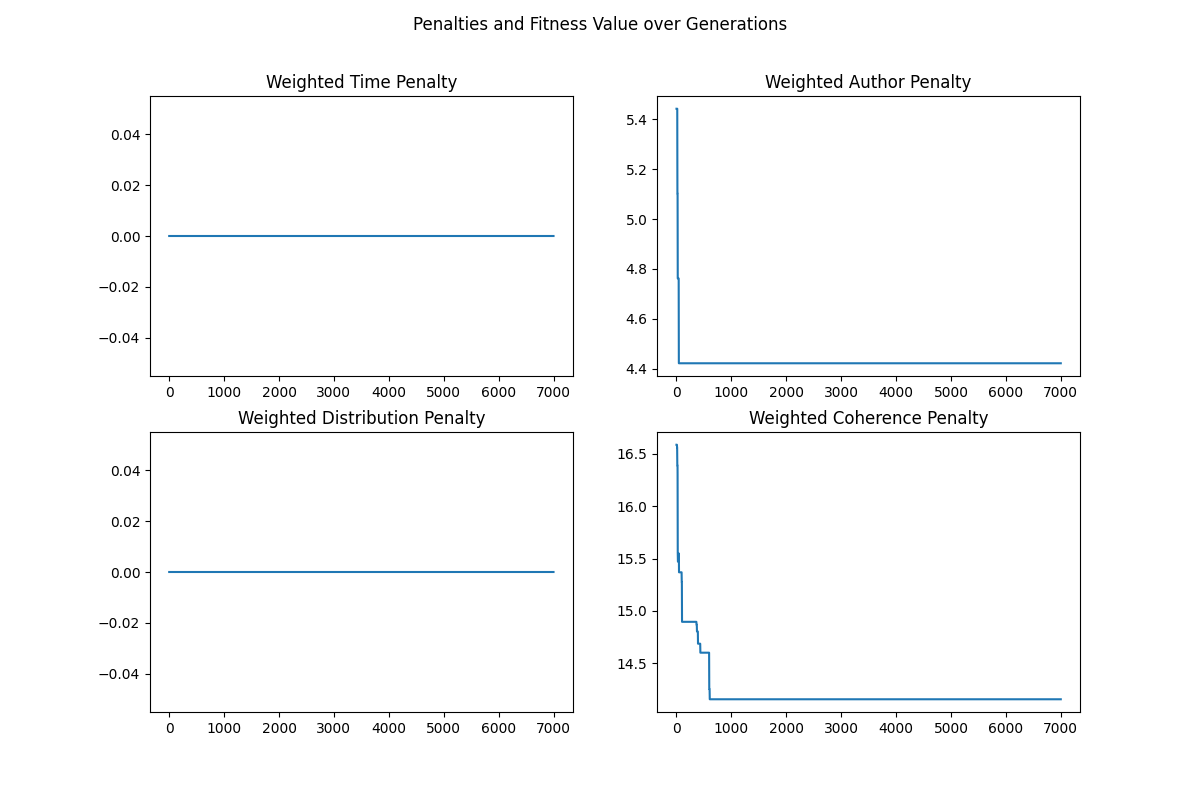 Penalties and Fitness Value over Generations
Weighted Time Penalty
0.04
0.02
0.00
−0.02
−0.04
0 1000 2000 3000 4000 5000 6000 7000
Weighted Author Penalty
5.4
5.2
5.0
4.8
4.6
4.4
0 1000 2000 3000 4000 5000 6000 7000
Weighted Distribution Penalty
0.04
0.02
0.00
−0.02
−0.04
0 1000 2000 3000 4000 5000 6000 7000
Weighted Coherence Penalty
16.5
16.0
15.5
15.0
14.5
0 1000 2000 3000 4000 5000 6000 7000